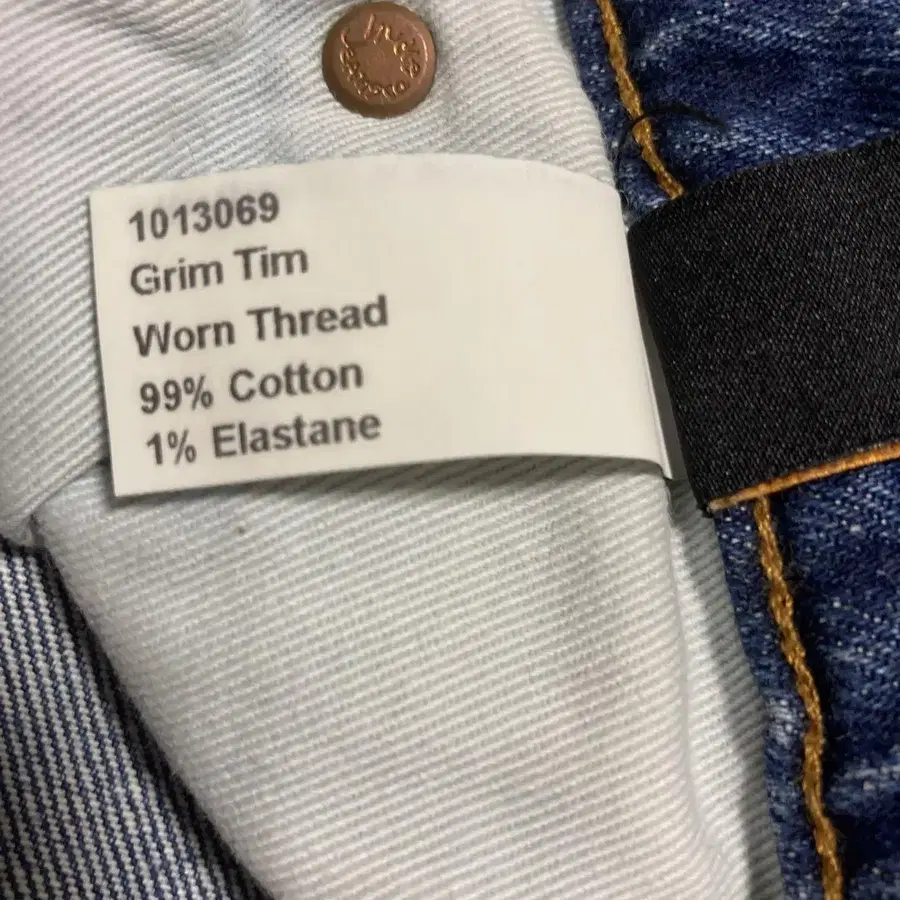 1013069
Grim Tim
Worn Thread
99% Cotton
1% Elastane